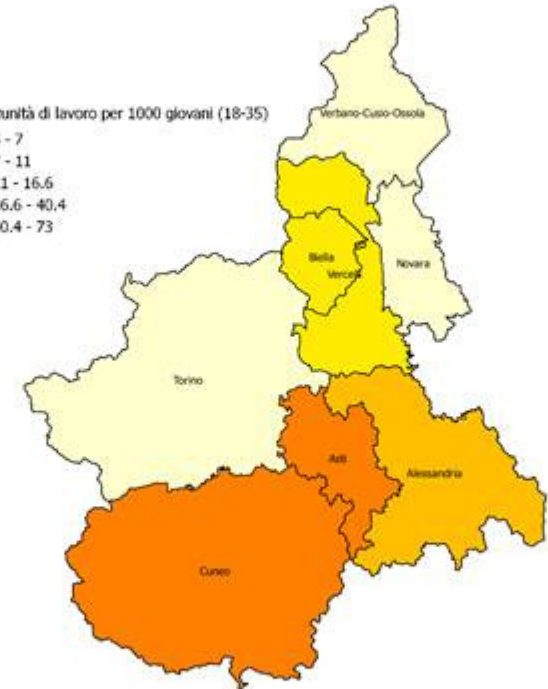 unità di lavoro per 1000 giovani (18-35)
- 7
- 11
1 - 16.6
6.6 - 40.4
0.4 - 73
Verbano-Cusio-Ossola
Biella
Vercelli
Novara
Torino
Asti
Alessandria
Cuneo